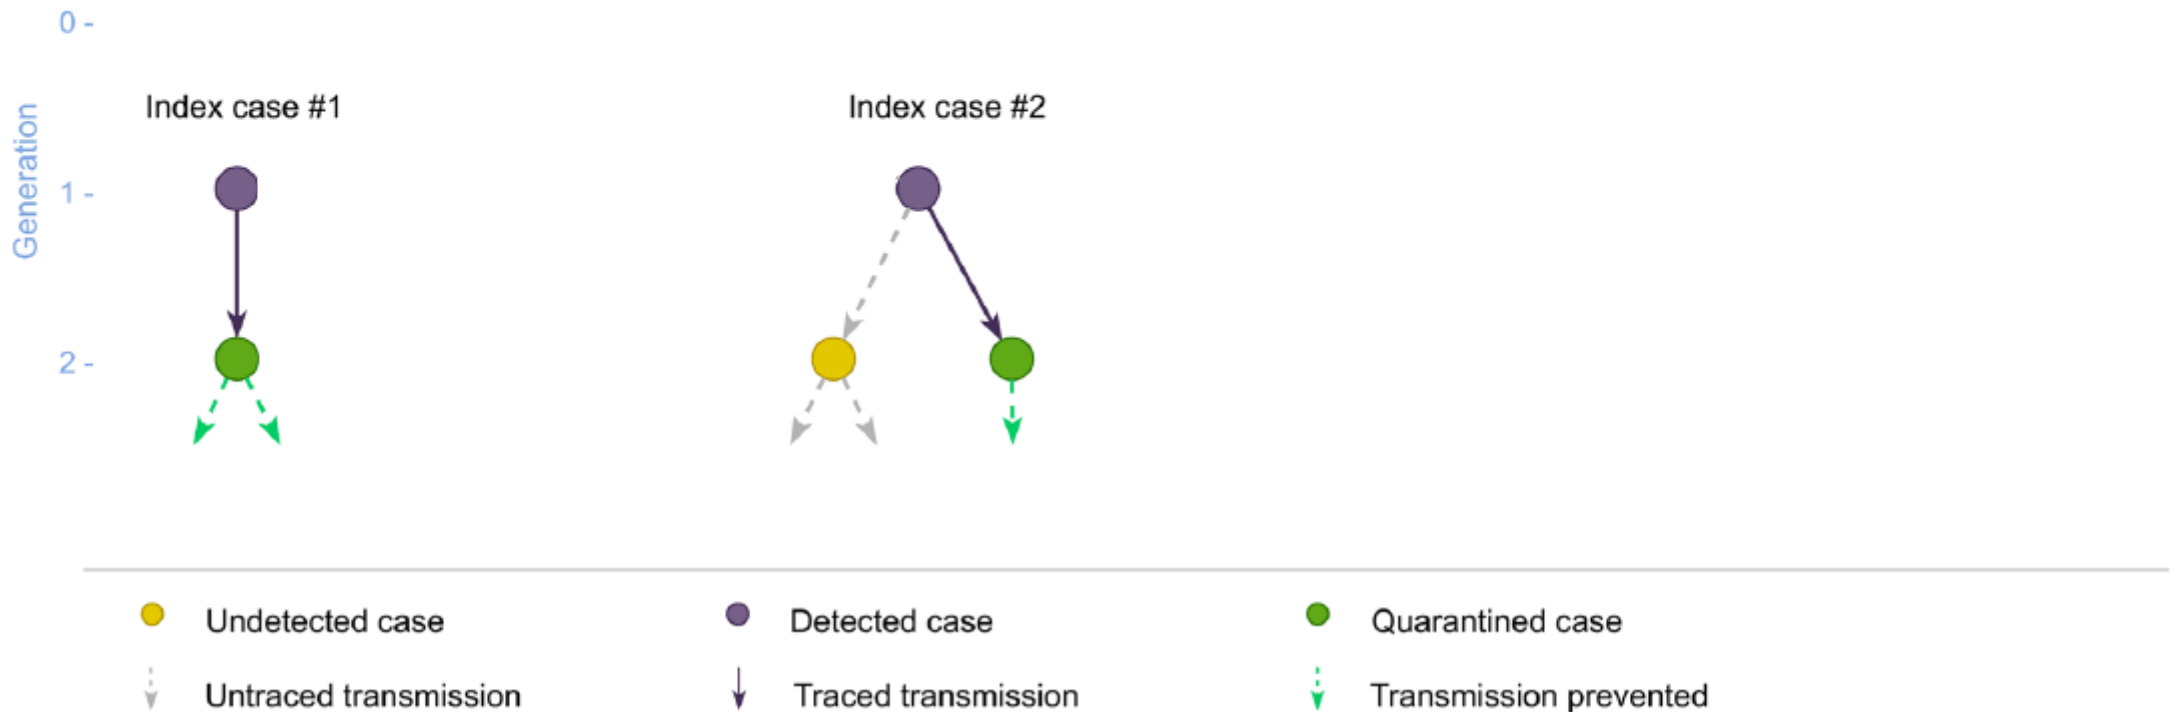 0 -
Index case #1
Index case #2
Generation
1 -
2 -
Undetected case
Detected case
Quarantined case
Untraced transmission
Traced transmission
Transmission prevented